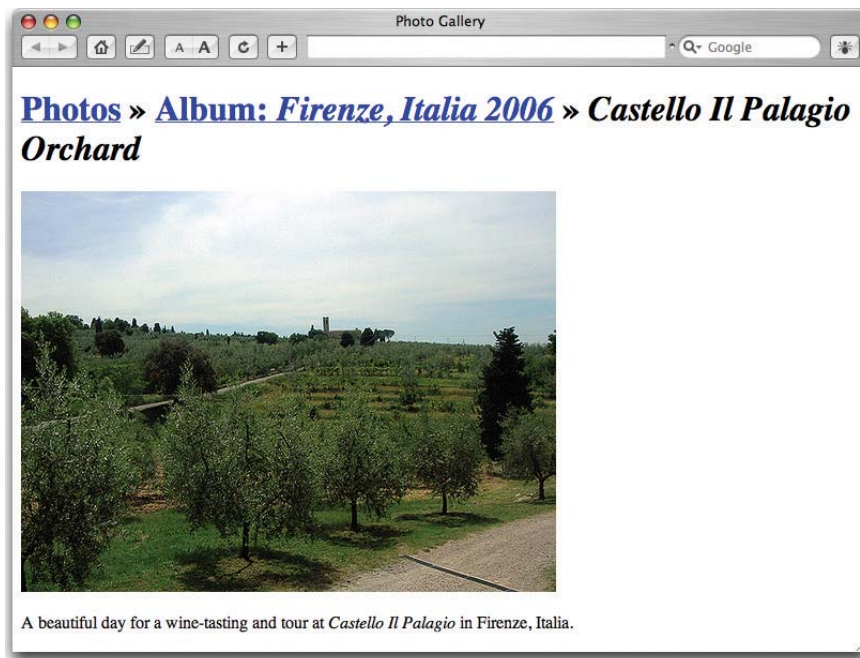 Photo Gallery
A A
Google
Photos » Album: Firenze, Italia 2006 » Castello Il Palagio
Orchard
A beautiful day for a wine-tasting and tour at Castello Il Palagio in Firenze, Italia.